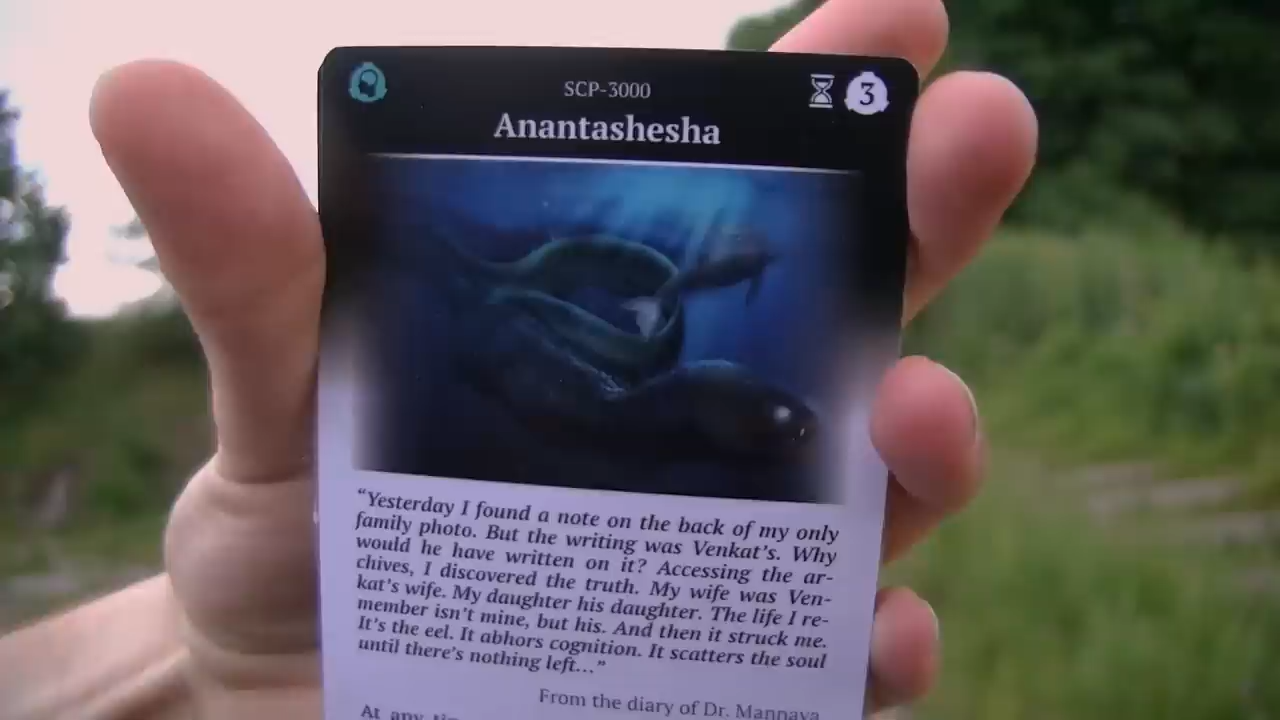 SCP-3000
3
Anantashesha
“Yesterday I found a note on the back of my only
family photo. But the writing was Venkat's. Why
would he have written on it? Accessing the ar-
chives, I discovered the truth. My wife was Ven-
kat's wife. My daughter his daughter. The life I re-
member isn't mine, but his. And then it struck me.
It's the eel. It abhors cognition. It scatters the soul
until there's nothing left...”
From the diary of Dr. Mannava
At any